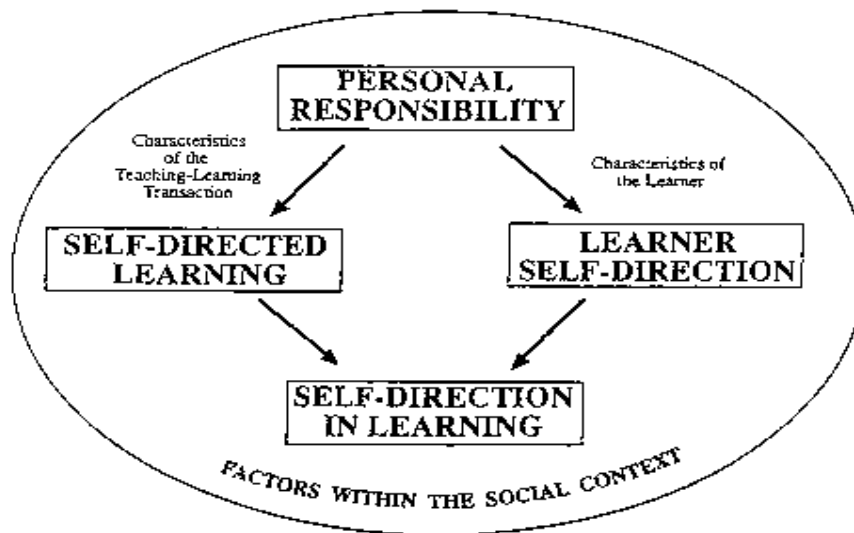 PERSONAL
RESPONSIBILITY
Characteristics
of the
Teaching-Learning
Transaction
Characteristics of
the Learner
SELF-DIRECTED
LEARNING
LEARNER
SELF-DIRECTION
SELF-DIRECTION
IN LEARNING
FACTORS WITHIN THE SOCIAL CONTEXT